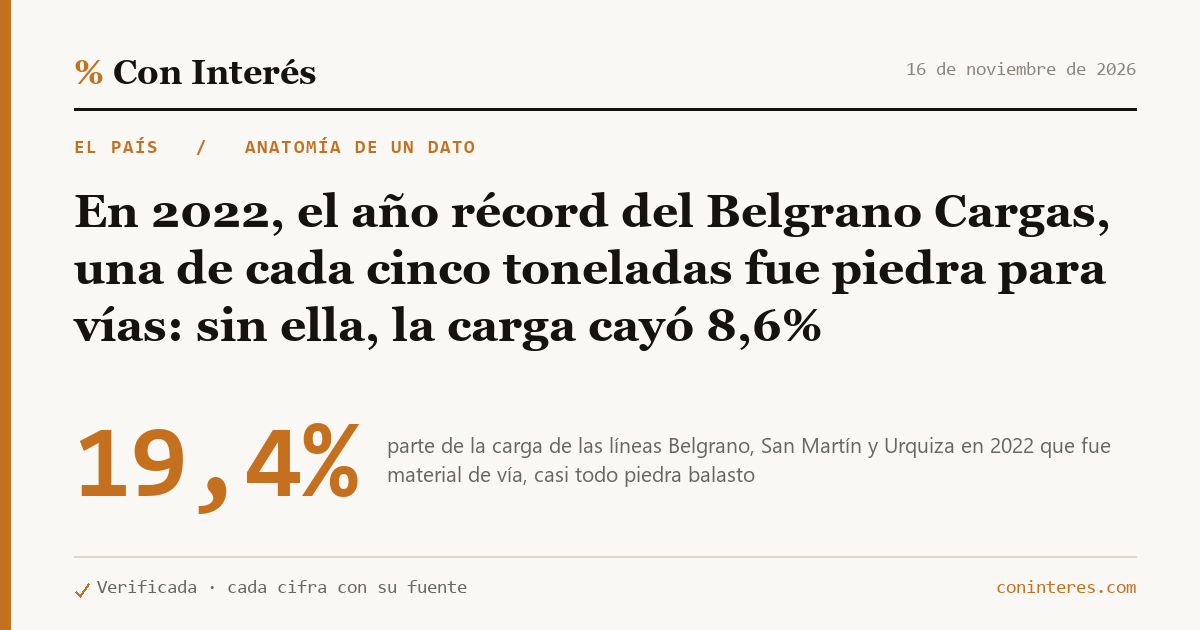 % Con Interés
16 de noviembre de 2026
EL PAÍS / ANATOMÍA DE UN DATO
En 2022, el año récord del Belgrano Cargas,
una de cada cinco toneladas fue piedra para
vías: sin ella, la carga cayó 8,6%
19,4%
parte de la carga de las líneas Belgrano, San Martín y Urquiza en 2022 que fue
material de vía, casi todo piedra balasto
✓ Verificada · cada cifra con su fuente
coninteres.com